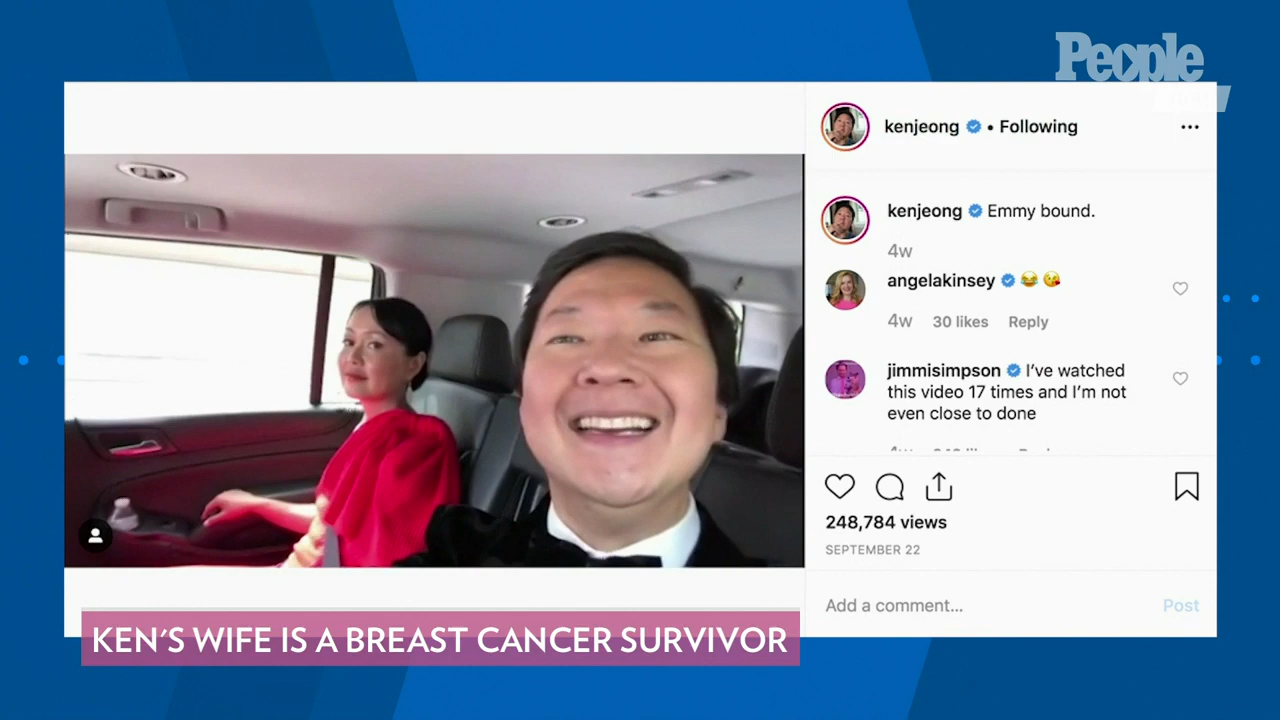 People
kenjeong • Following
kenjeong Emmy bound.
4w
angelakinsey 😂 😘
4w 30 likes Reply
jimmisimpson I've watched
this video 17 times and I'm not
even close to done
248,784 views
SEPTEMBER 22
Add a comment... Post
KEN'S WIFE IS A BREAST CANCER SURVIVOR